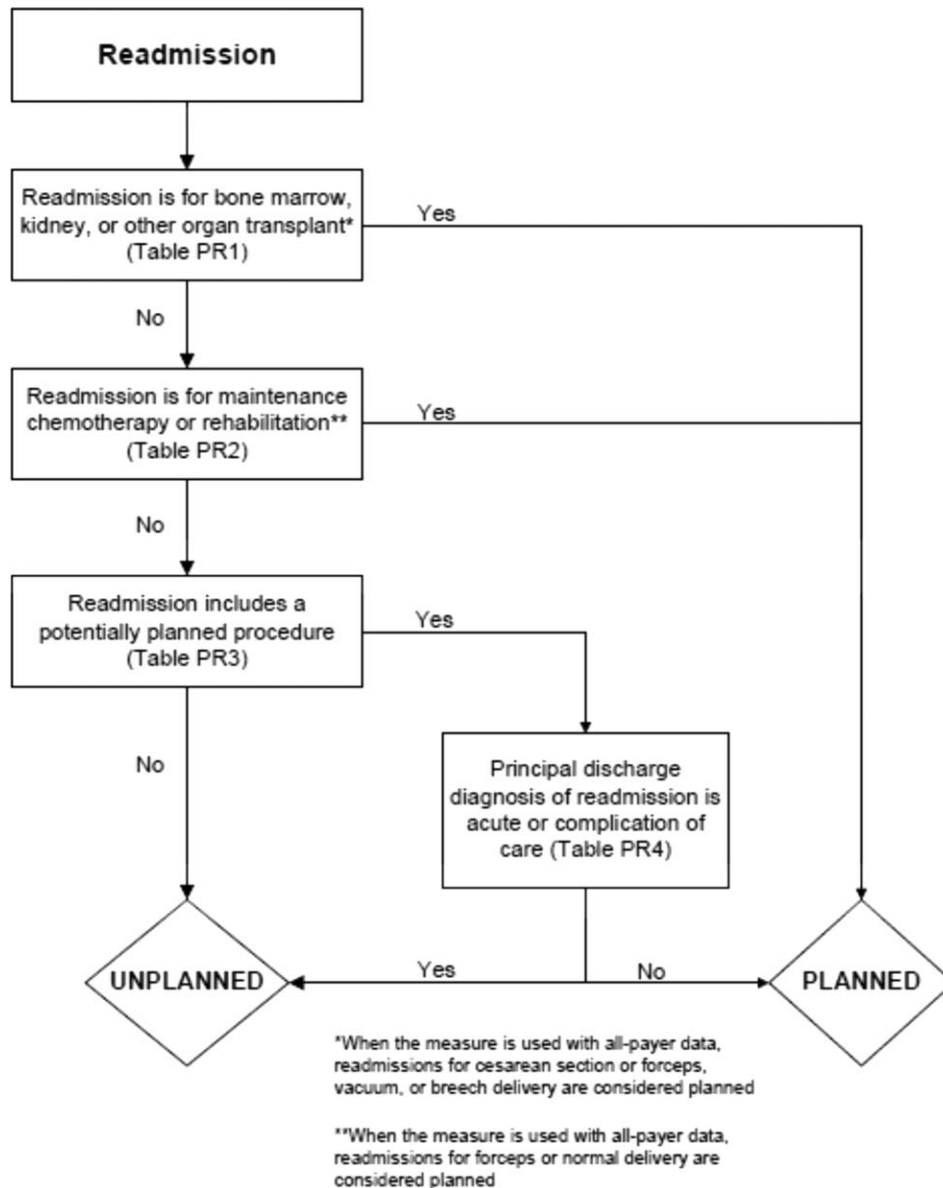 Readmission
Readmission is for bone marrow,
kidney, or other organ transplant*
(Table PR1)
Yes
No
Readmission is for maintenance
chemotherapy or rehabilitation**
(Table PR2)
Yes
No
Readmission includes a
potentially planned procedure
(Table PR3)
Yes
No
Principal discharge
diagnosis of readmission is
acute or complication of
care (Table PR4)
UNPLANNED
Yes
No
PLANNED
*When the measure is used with all-payer data,
readmissions for cesarean section or forceps,
vacuum, or breech delivery are considered planned
**When the measure is used with all-payer data,
readmissions for forceps or normal delivery are
considered planned